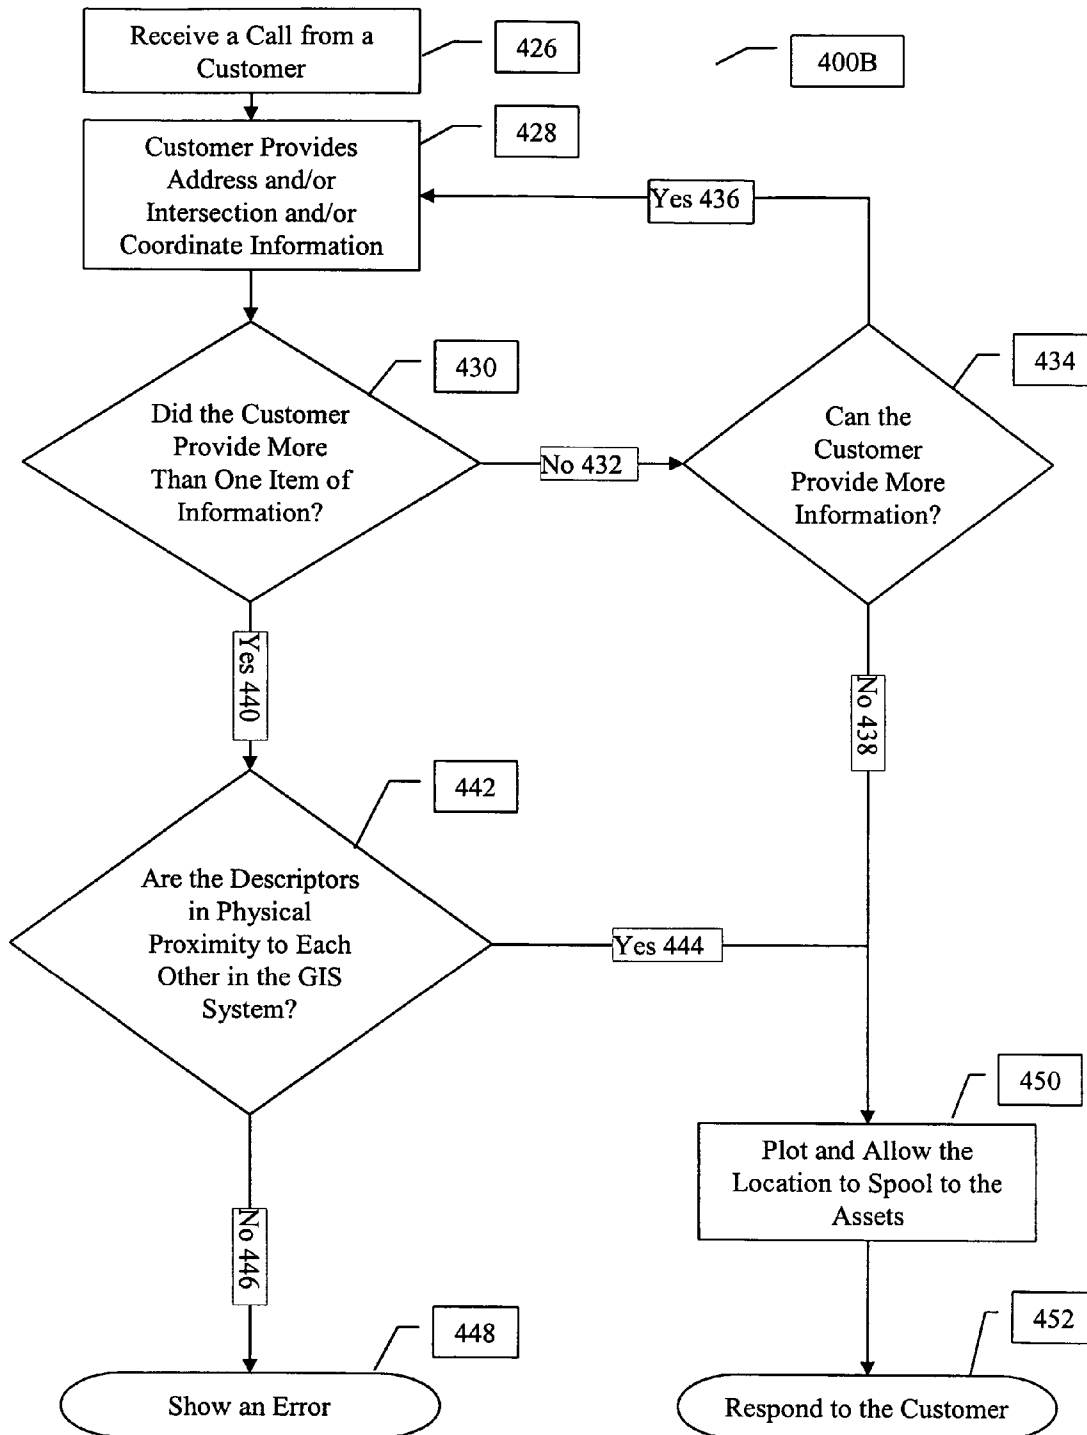 Receive a Call from a
Customer
426
400B
428
Customer Provides
Address and/or
Intersection and/or
Coordinate Information
Yes 436
430
434
Did the Customer
Provide More
Than One Item of
Information?
No 432
Can the
Customer
Provide More
Information?
Yes 440
No 438
442
Are the Descriptors
in Physical
Proximity to Each
Other in the GIS
System?
Yes 444
450
Plot and Allow the
Location to Spool to the
Assets
No 446
448
452
Show an Error
Respond to the Customer